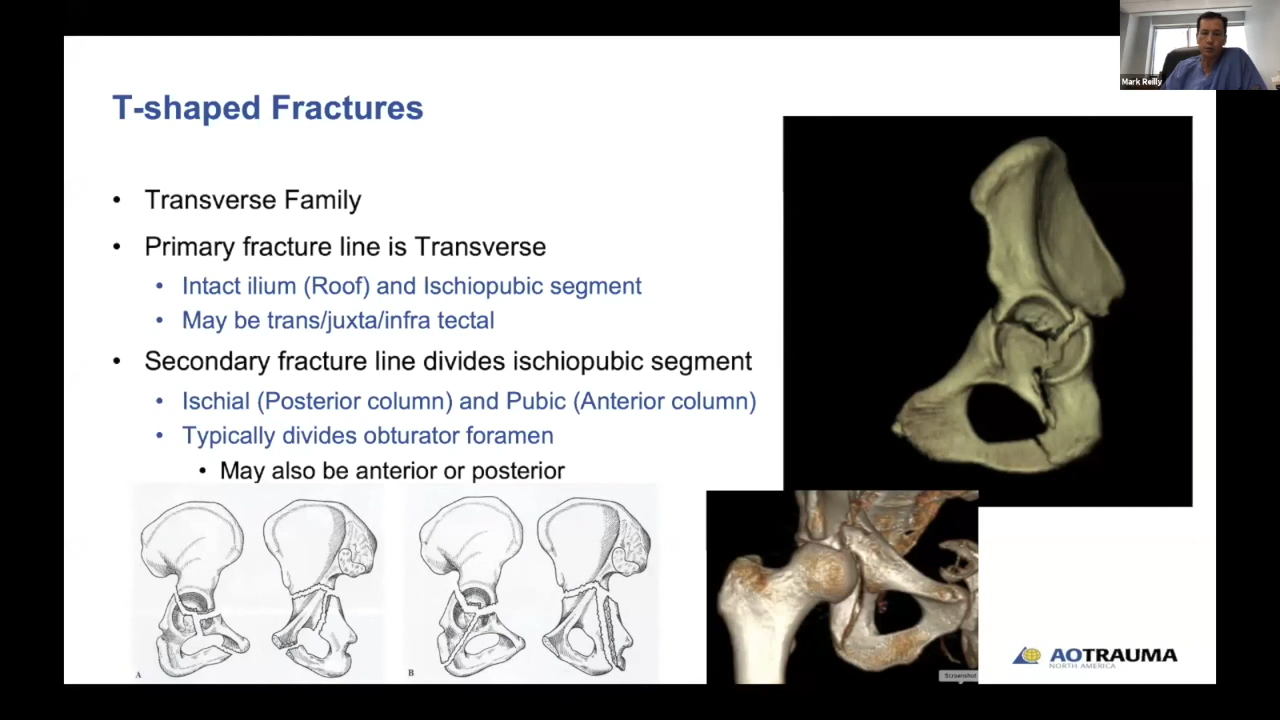 Mark Reilly
T-shaped Fractures
• Transverse Family
• Primary fracture line is Transverse
• Intact ilium (Roof) and Ischiopubic segment
• May be trans/juxta/infra tectal
• Secondary fracture line divides ischiopubic segment
• Ischial (Posterior column) and Pubic (Anterior column)
• Typically divides obturator foramen
• May also be anterior or posterior
A
B
Screenshot
AOTRAUMA
NORTH AMERICA